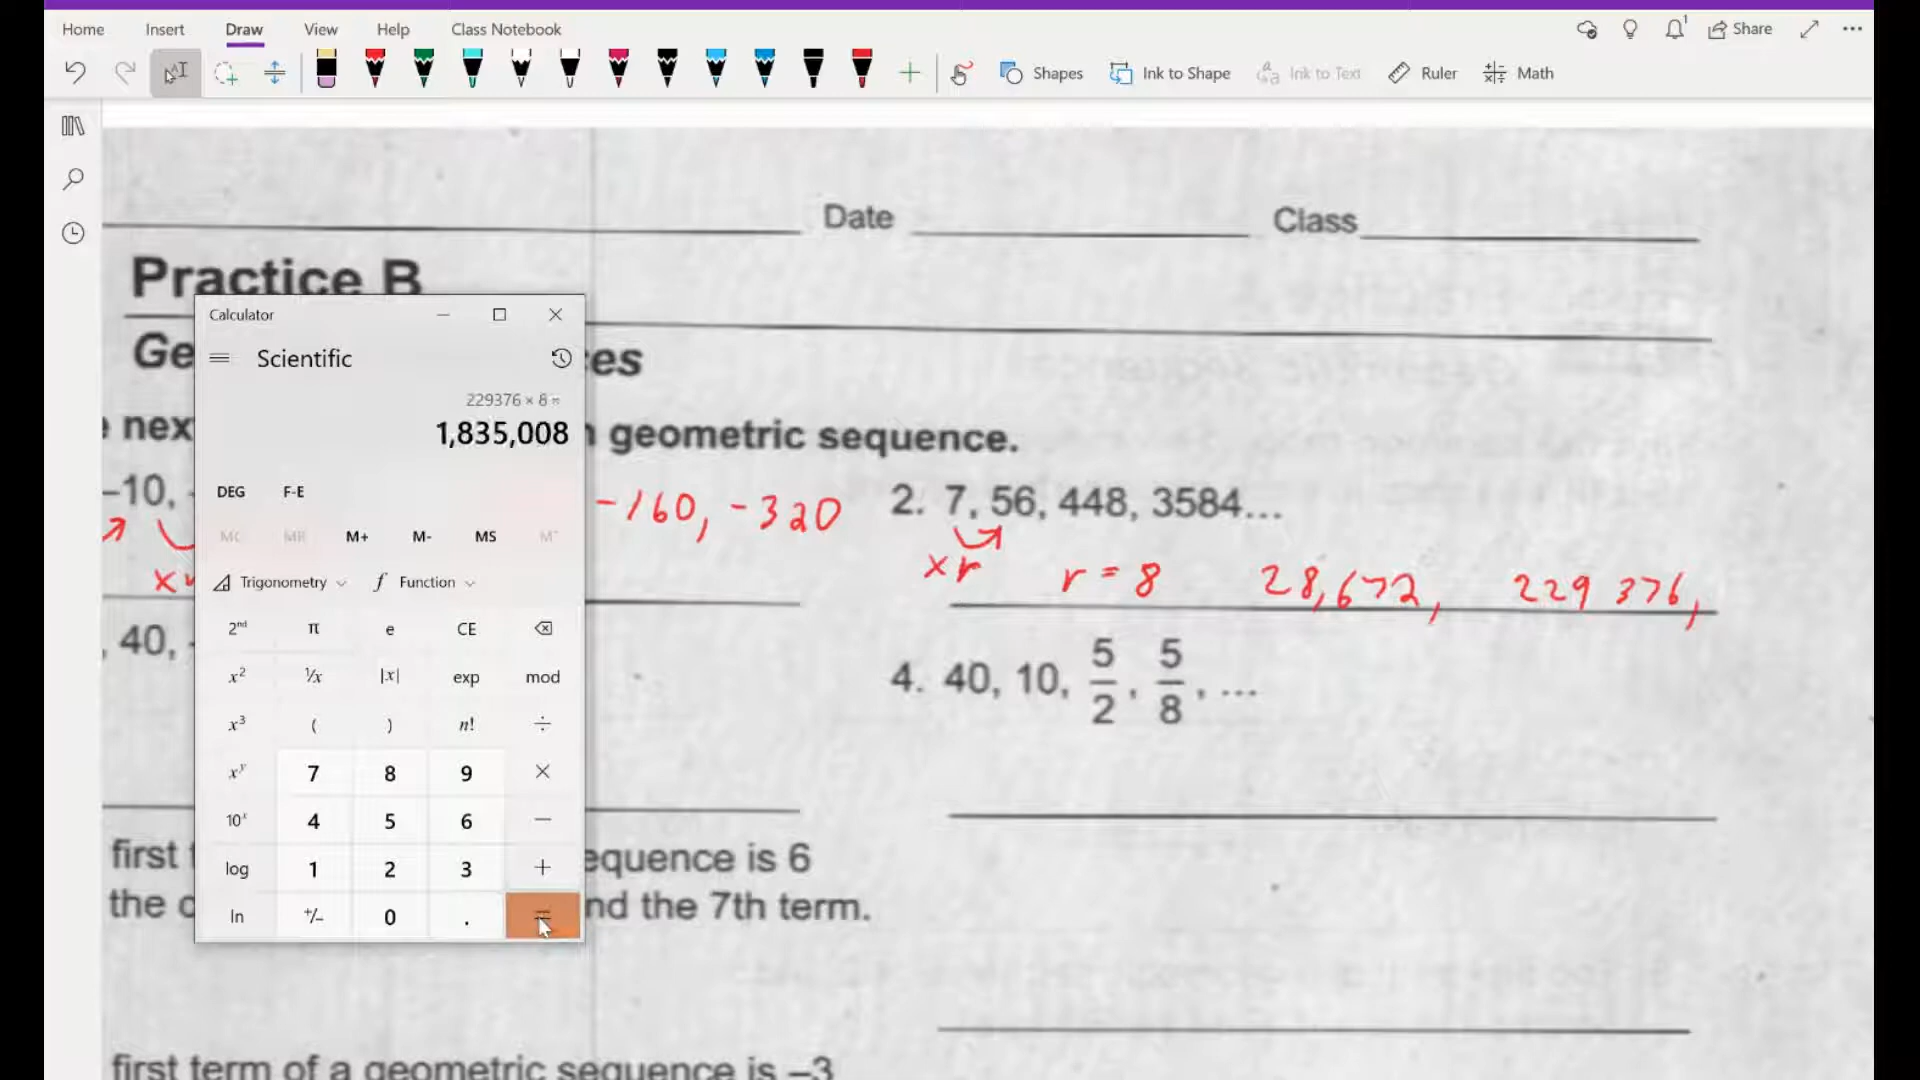 Home Insert Draw View Help Class Notebook 1 Share
Shapes Ink to Shape Ink to Text Ruler Math
Date Class
Practice B
Ge ces
Calculator
Scientific
229376 × 8 =
1,835,008
nex geometric sequence.
DEG F-E
MC MR M+ M- MS
Trigonometry Function
2nd π e CE
x² ¹/x |x| exp mod
x³ ( ) n! ÷
xʸ 7 8 9 ×
10ˣ 4 5 6 −
log 1 2 3 +
ln +/− 0 . =
–10,
-160, -320
2. 7, 56, 448, 3584...
×r r = 8 28,672, 229 376,
, 40,
4. 40, 10, 5/2, 5/8, ...
first equence is 6
the nd the 7th term.
first term of a geometric sequence is –3